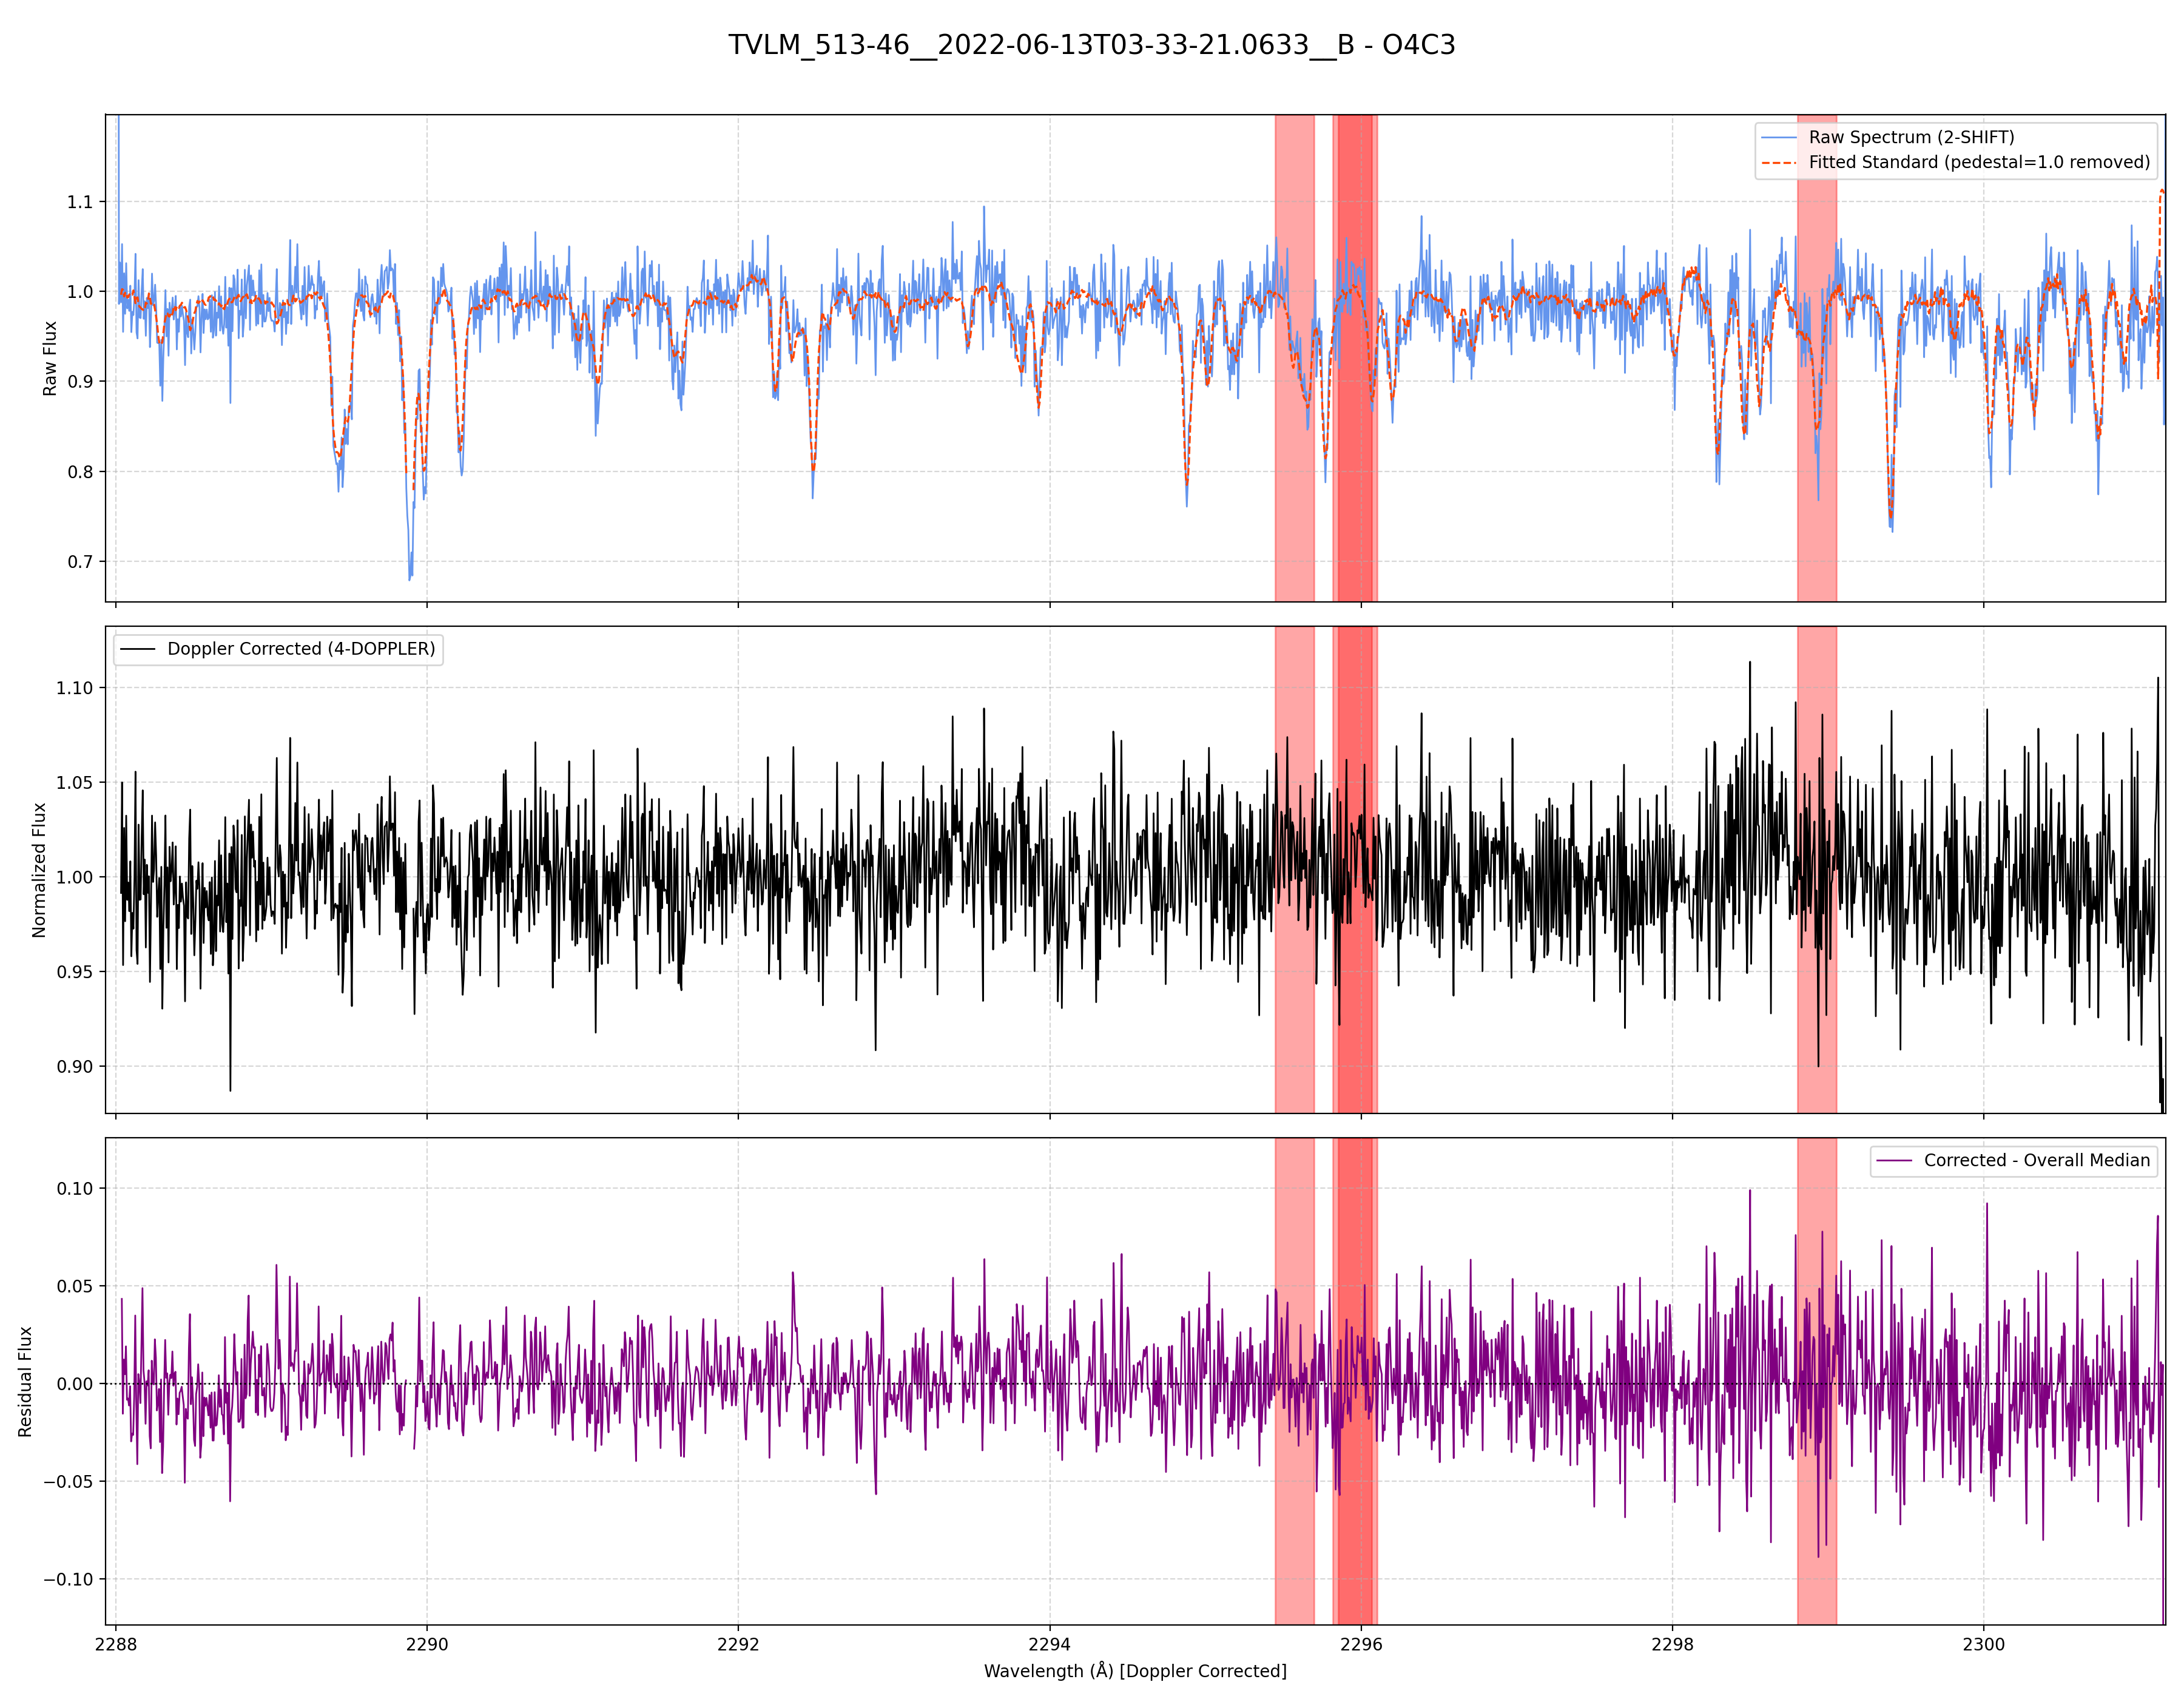 TVLM_513-46__2022-06-13T03-33-21.0633__B - O4C3
Raw Spectrum (2-SHIFT)
Fitted Standard (pedestal=1.0 removed)
Raw Flux
1.1
1.0
0.9
0.8
0.7
Doppler Corrected (4-DOPPLER)
Normalized Flux
1.10
1.05
1.00
0.95
0.90
Corrected - Overall Median
Residual Flux
0.10
0.05
0.00
−0.05
−0.10
2288 2290 2292 2294 2296 2298 2300
Wavelength (Å) [Doppler Corrected]